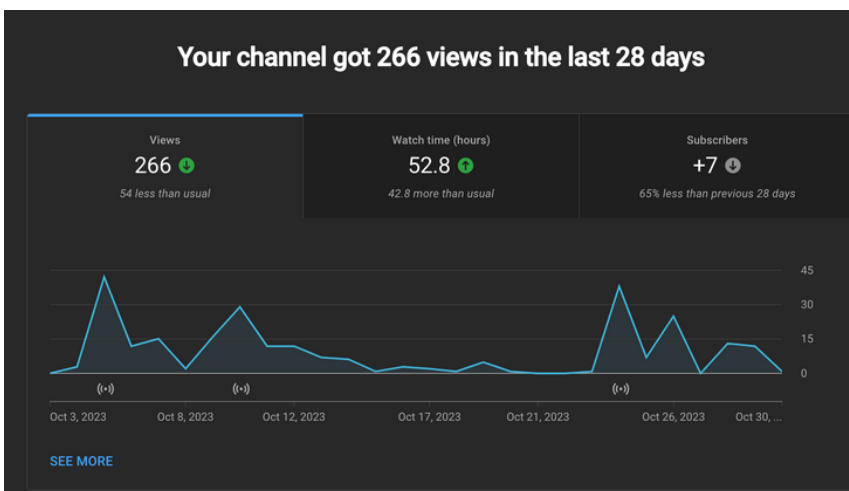 Your channel got 266 views in the last 28 days
Views
266
54 less than usual
Watch time (hours)
52.8
42.8 more than usual
Subscribers
+7
65% less than previous 28 days
45
30
15
0
Oct 3, 2023 Oct 8, 2023 Oct 12, 2023 Oct 17, 2023 Oct 21, 2023 Oct 26, 2023 Oct 30, ...
SEE MORE